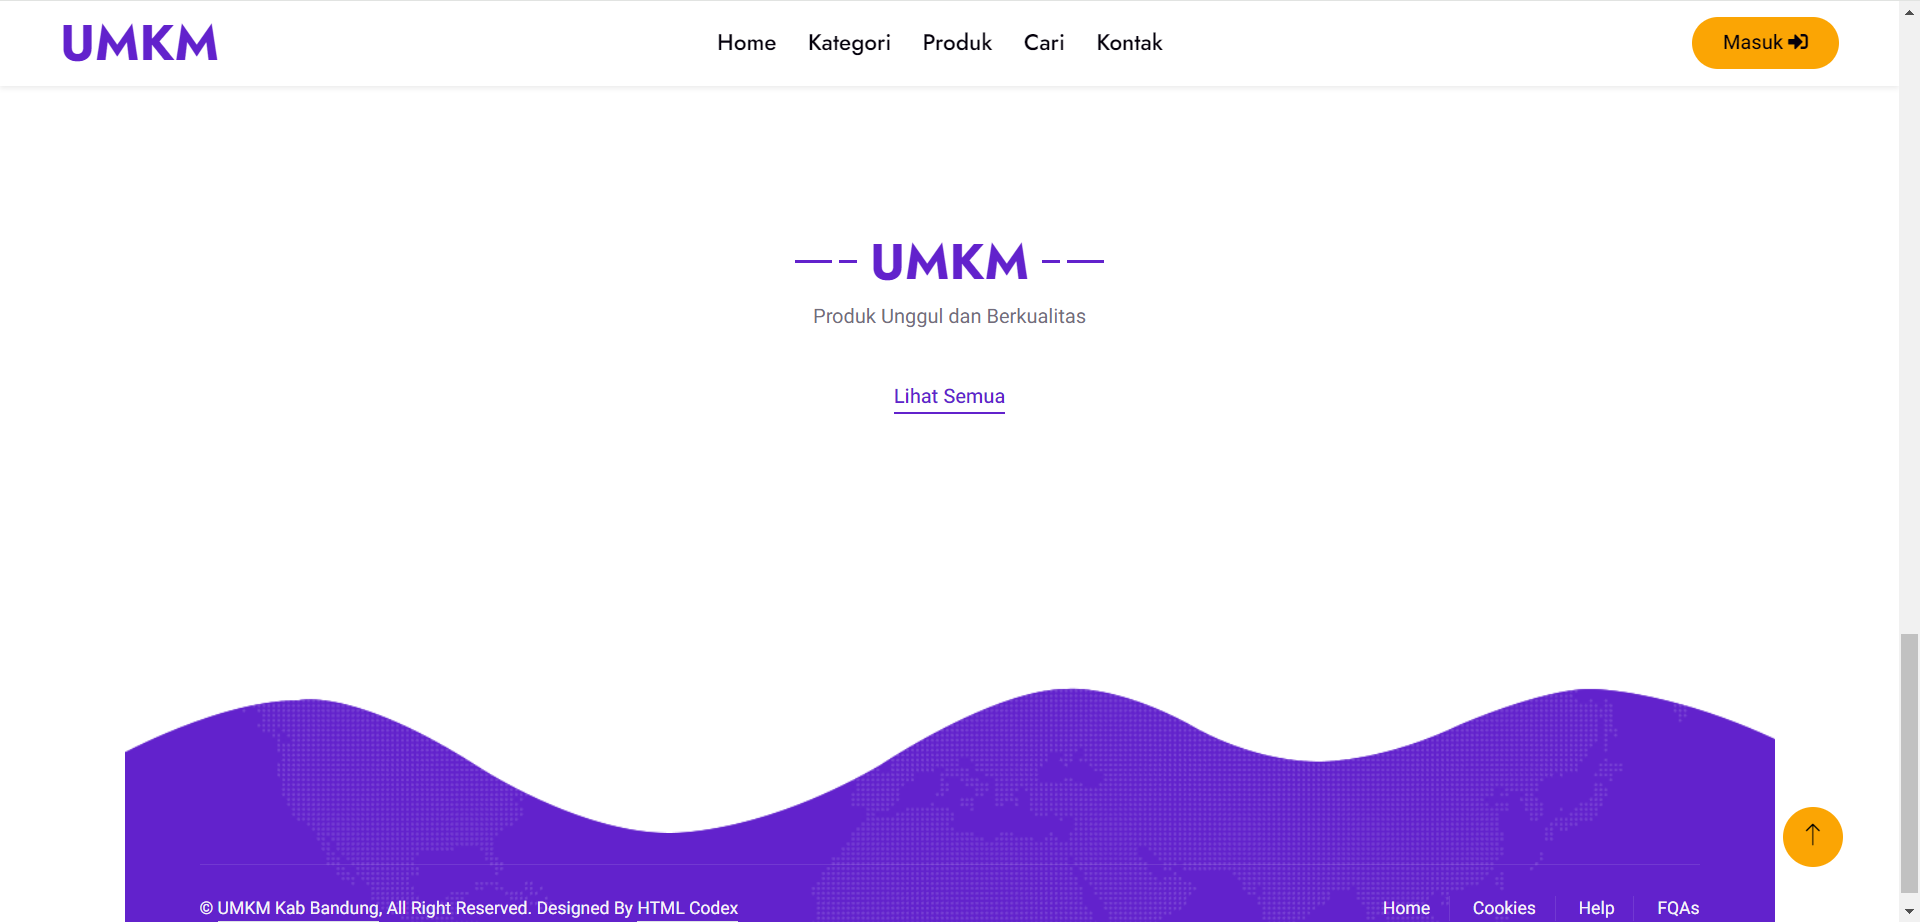 UMKM
Home Kategori Produk Cari Kontak
Masuk
UMKM
Produk Unggul dan Berkualitas
Lihat Semua
© UMKM Kab Bandung, All Right Reserved. Designed By HTML Codex
Home Cookies Help FQAs